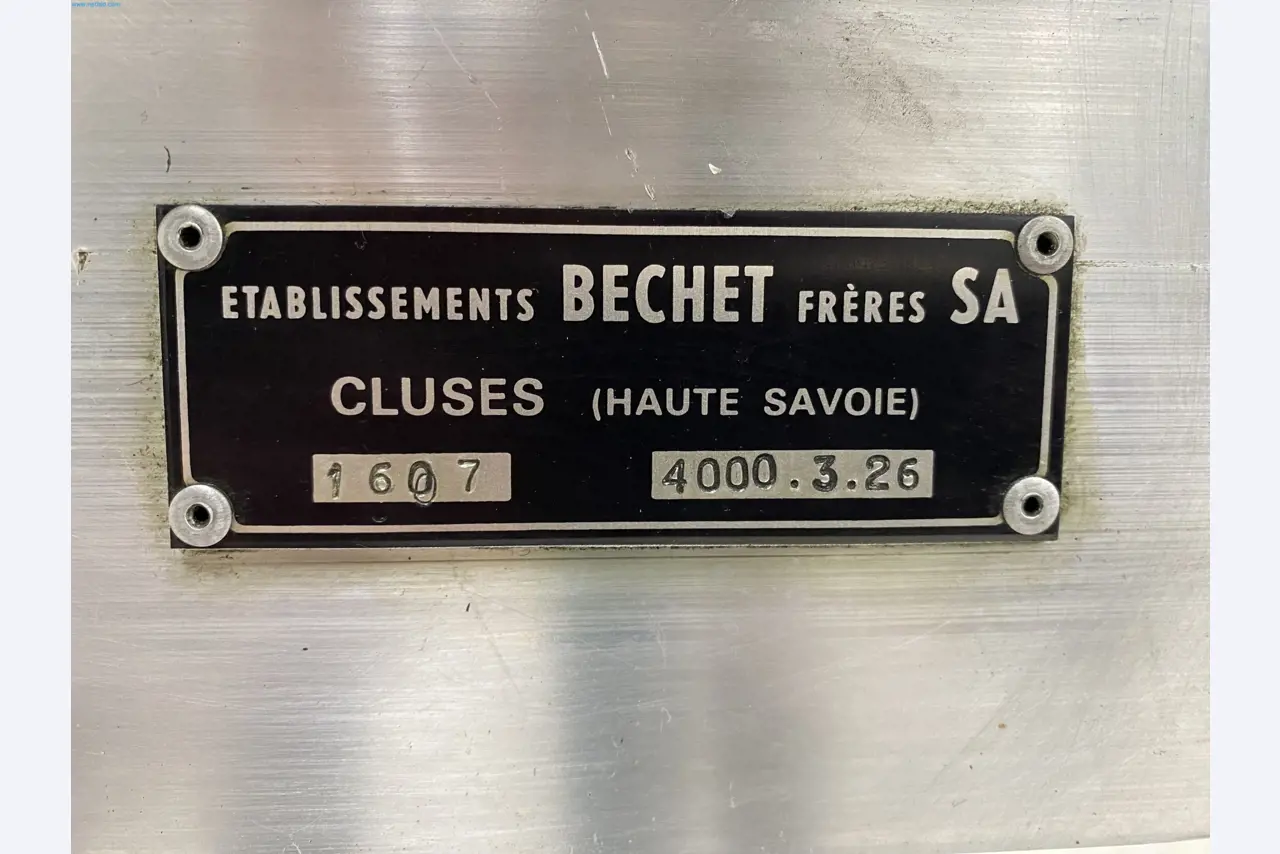 ETABLISSEMENTS BECHET FRÈRES SA
CLUSES (HAUTE SAVOIE)
1607 4000.3.26